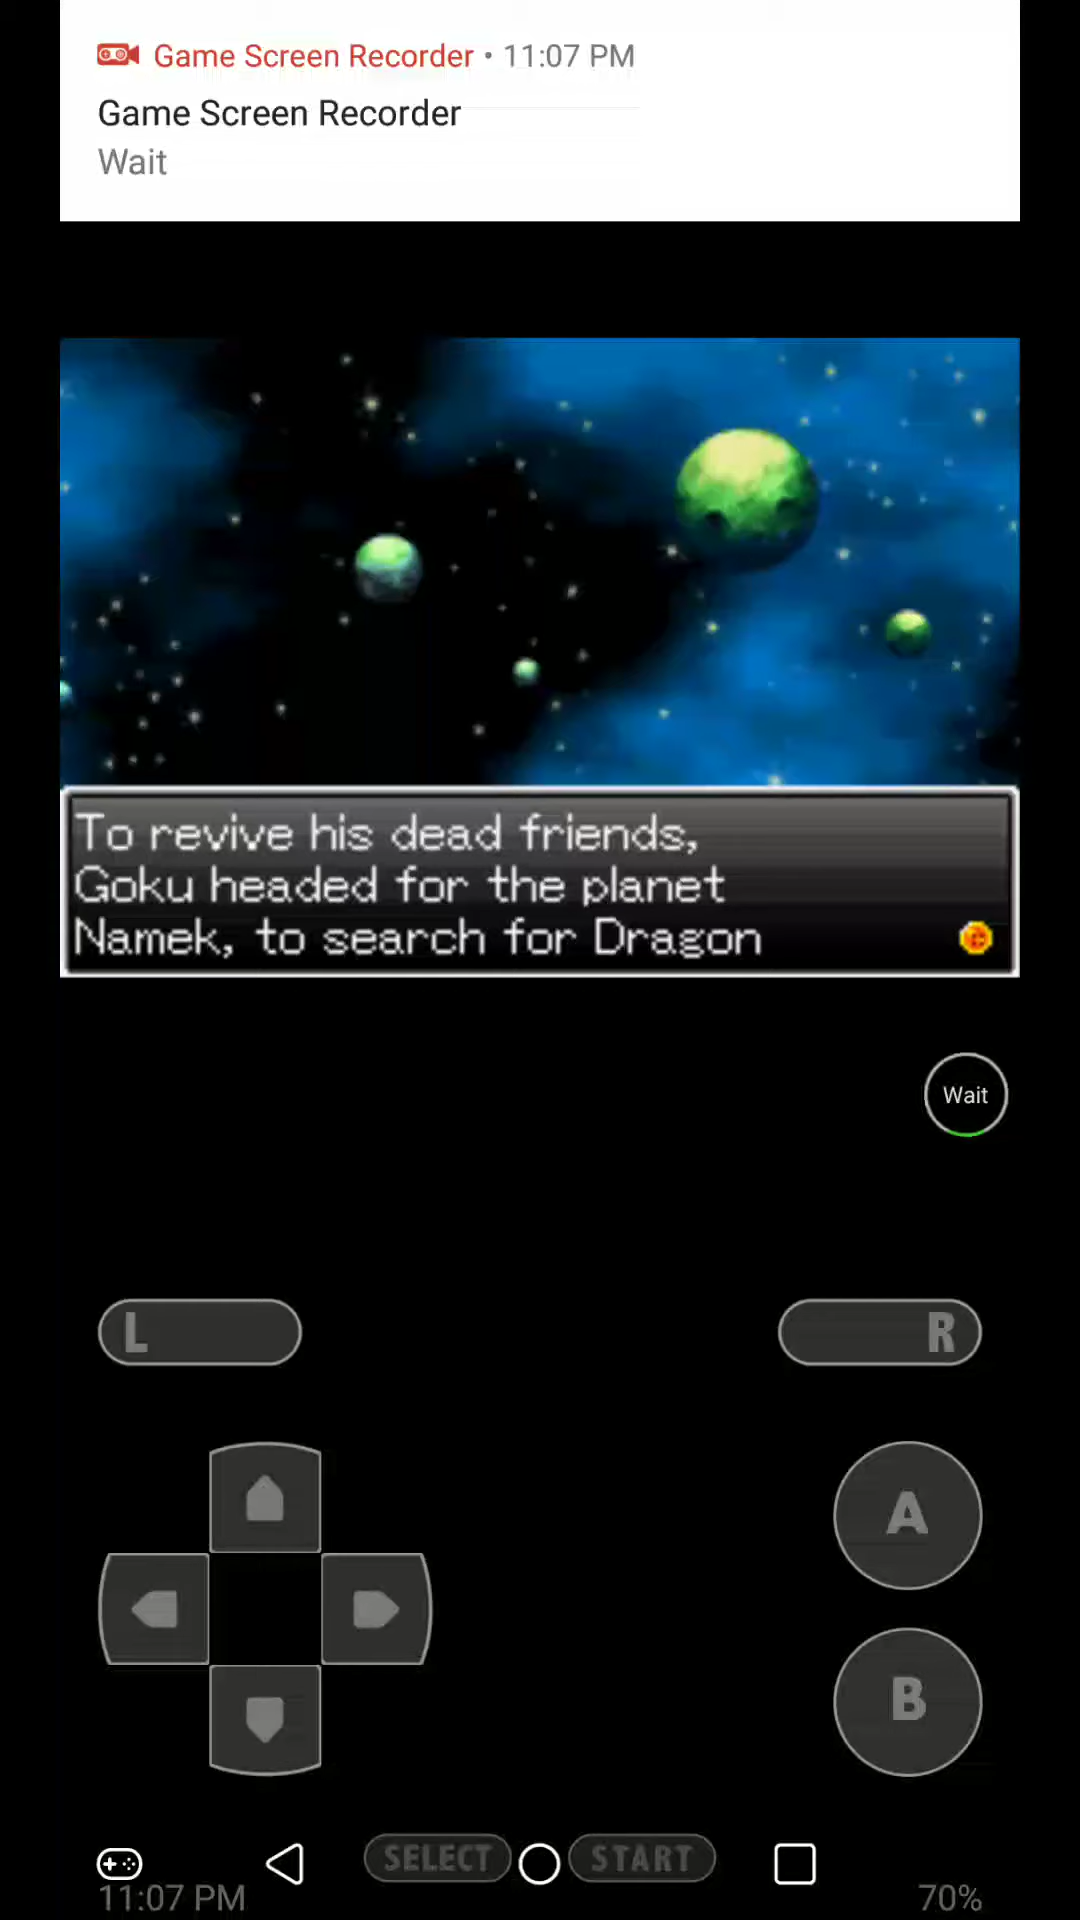 Game Screen Recorder • 11:07 PM
Game Screen Recorder
Wait
To revive his dead friends,
Goku headed for the planet
Namek, to search for Dragon
Wait
L
R
A
B
SELECT
START
11:07 PM
70%